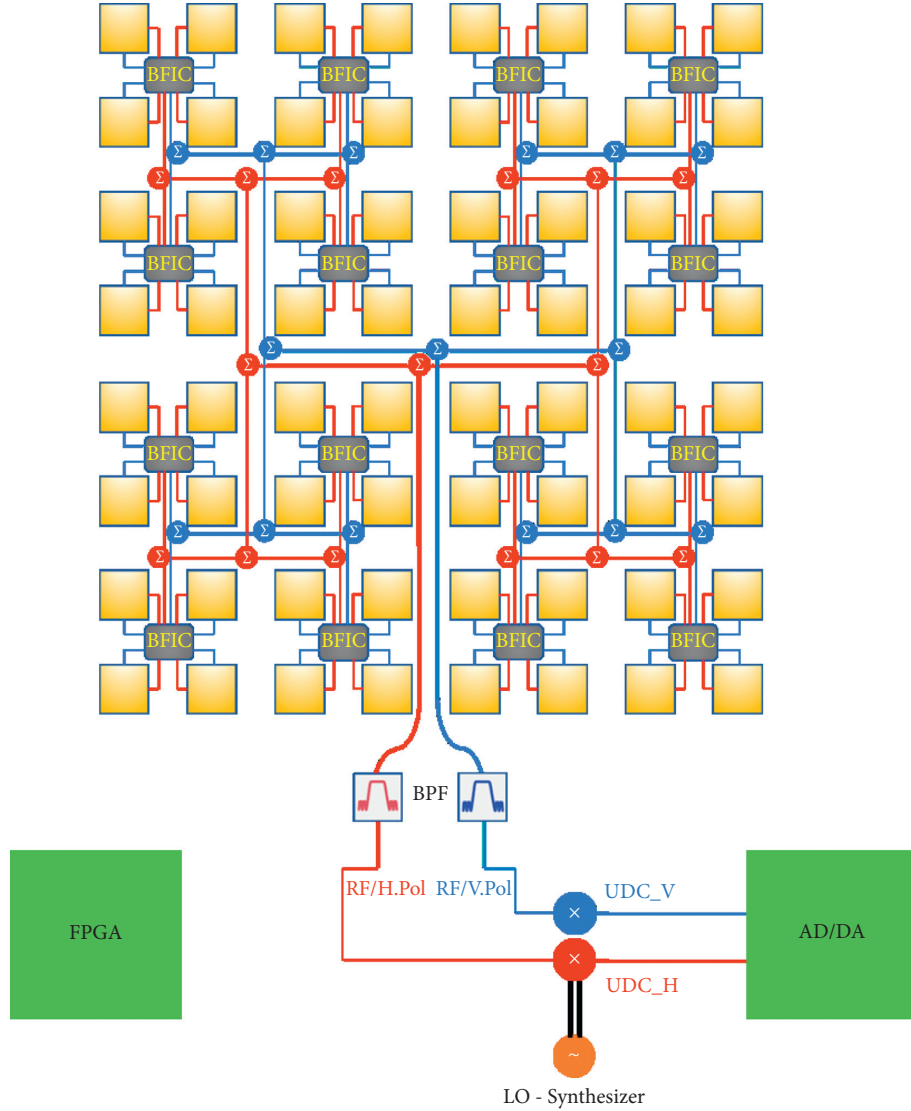 BFIC BFIC BFIC BFIC
Σ Σ Σ Σ Σ Σ
Σ Σ Σ Σ Σ Σ
BFIC BFIC BFIC BFIC
Σ Σ Σ
Σ Σ Σ
BFIC BFIC BFIC BFIC
Σ Σ Σ Σ Σ Σ
Σ Σ Σ Σ Σ Σ
BFIC BFIC BFIC BFIC
BPF
RF/H.Pol RF/V.Pol
UDC_V
×
FPGA
AD/DA
×
UDC_H
~
LO - Synthesizer